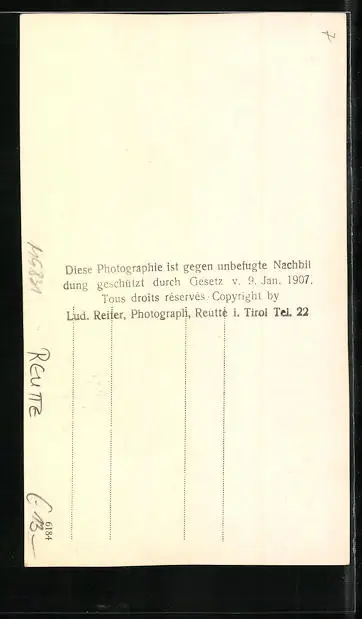 7
Diese Photographie ist gegen unbefugte Nachbil
dung geschützt durch Gesetz v. 9. Jan. 1907.
Tous droits réservés Copyright by
Lud. Reiter, Photograph, Reutte i. Tirol Tel. 22
REUTTE
6184